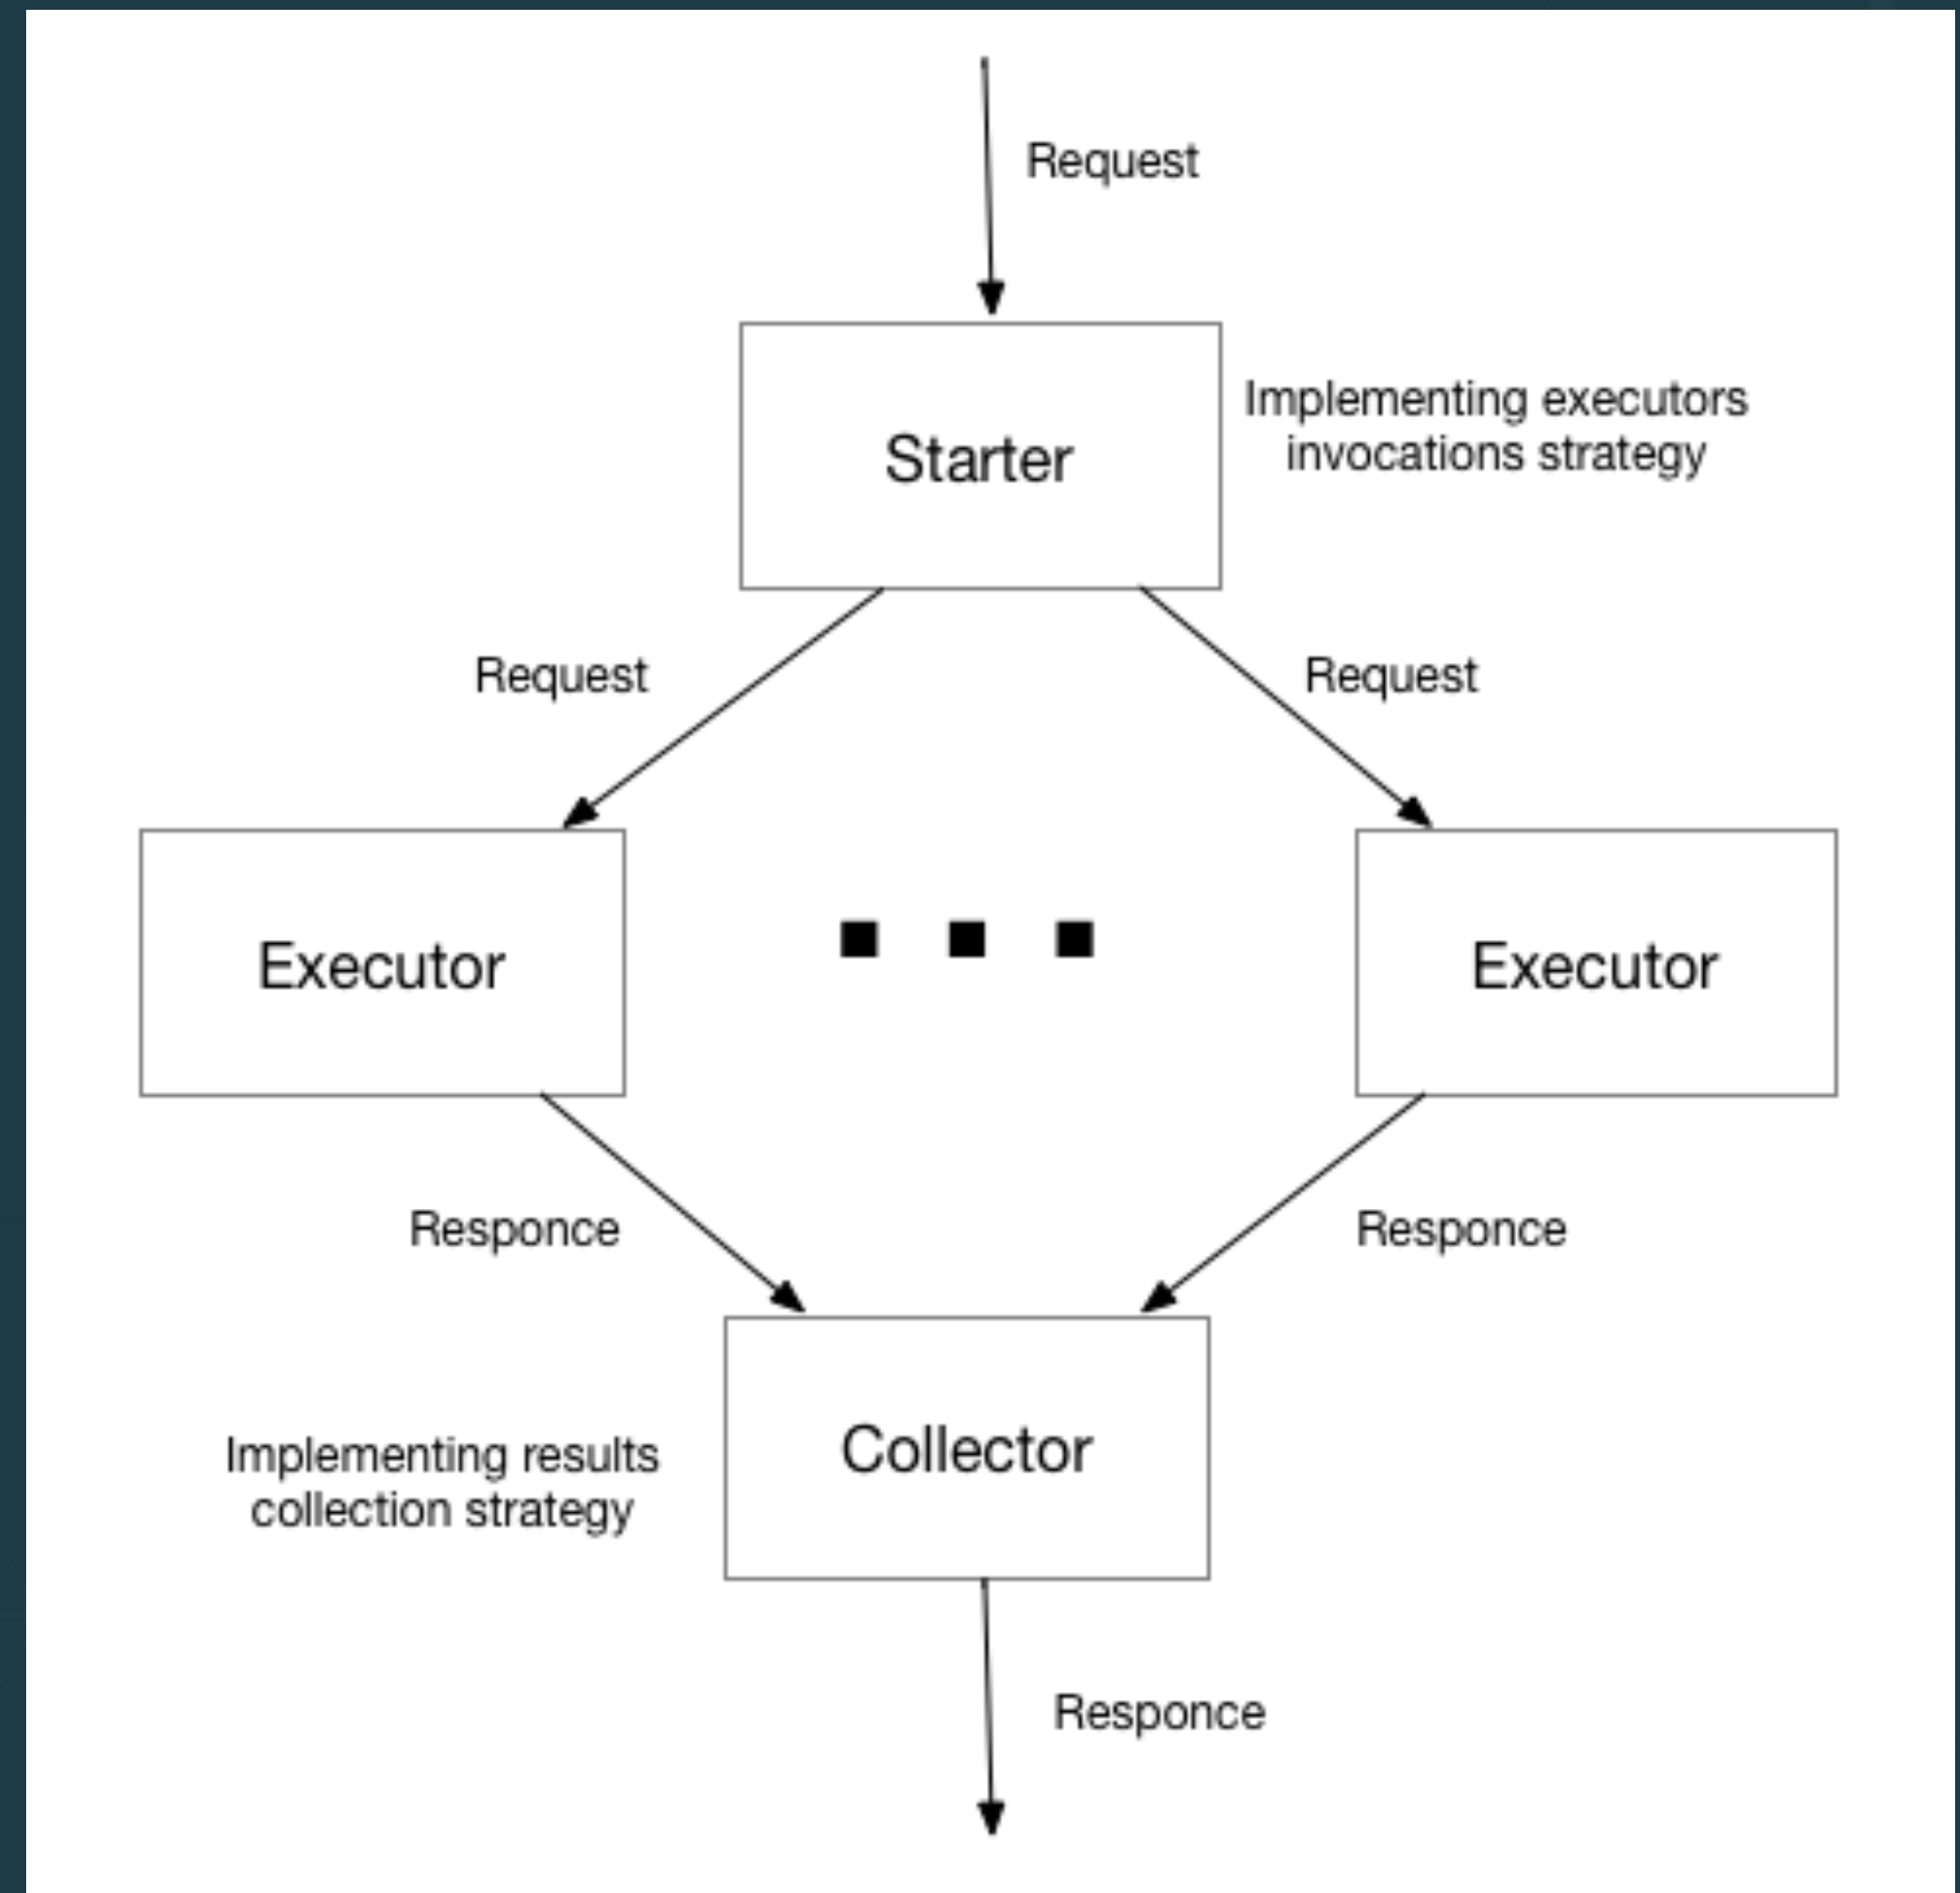 Request
Starter
Implementing executors
invocations strategy
Request
Request
Executor
Executor
Responce
Responce
Collector
Implementing results
collection strategy
Responce